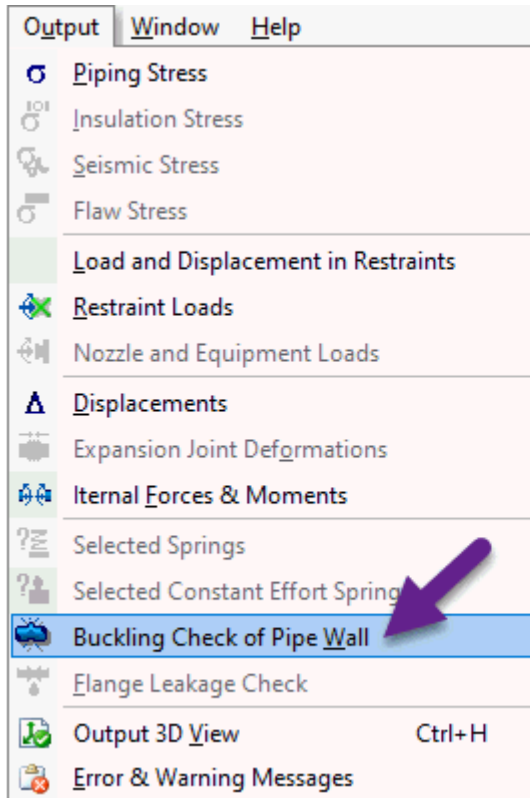 Output Window Help
σ Piping Stress
Insulation Stress
Seismic Stress
σ Flaw Stress
Load and Displacement in Restraints
Restraint Loads
Nozzle and Equipment Loads
Δ Displacements
Expansion Joint Deformations
Iternal Forces & Moments
Selected Springs
Selected Constant Effort Spring
Buckling Check of Pipe Wall
Flange Leakage Check
Output 3D View Ctrl+H
Error & Warning Messages